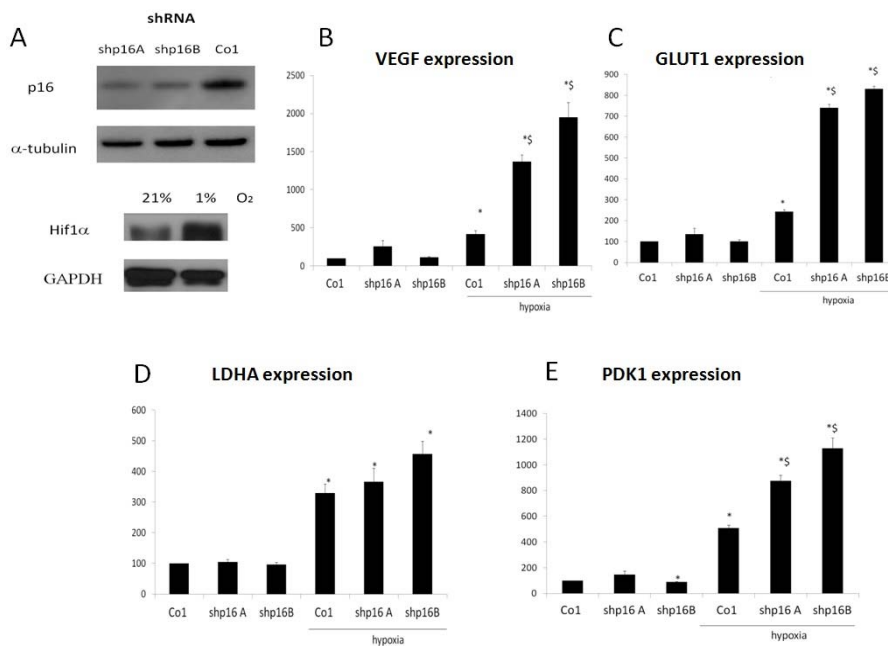 A
shRNA
shp16A shp16B Co1
p16
α-tubulin
21% 1% O₂
Hif1α
GAPDH
B
VEGF expression
2500
2000
1500
1000
500
0
*
*$
*$
Co1 shp16 A shp16B Co1 shp16 A shp16B
hypoxia
C
GLUT1 expression
900
800
700
600
500
400
300
200
100
0
*
*$
*$
Co1 shp16 A shp16B Co1 shp16 A shp16B
hypoxia
D
LDHA expression
600
500
400
300
200
100
0
*
*
*
Co1 shp16 A shp16B Co1 shp16 A shp16B
hypoxia
E
PDK1 expression
1400
1200
1000
800
600
400
200
0
*
*
*$
*$
Co1 shp16 A shp16B Co1 shp16 A shp16B
hypoxia